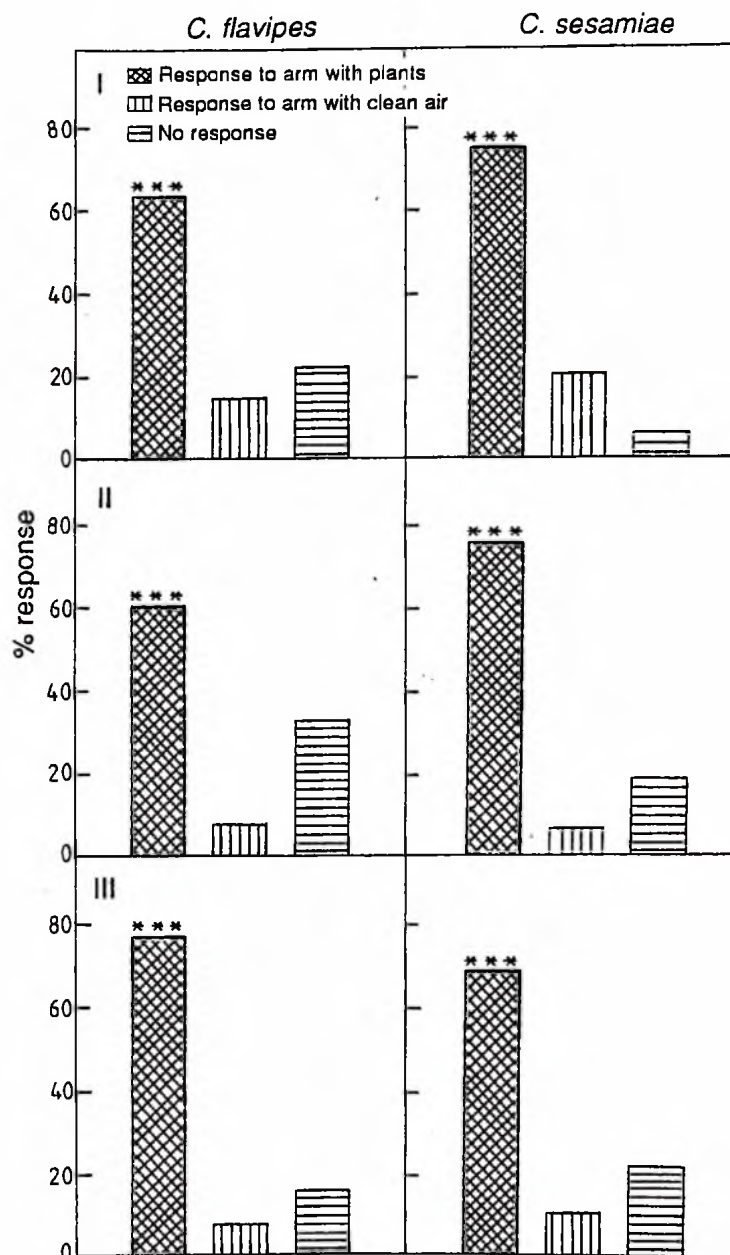 C. flavipes
C. sesamiae
I
Response to arm with plants
Response to arm with clean air
No response
80
60
40
20
0
* * *
* * *
II
80
60
40
20
0
* * *
* * *
% response
III
80
60
40
20
0
* * *
* * *